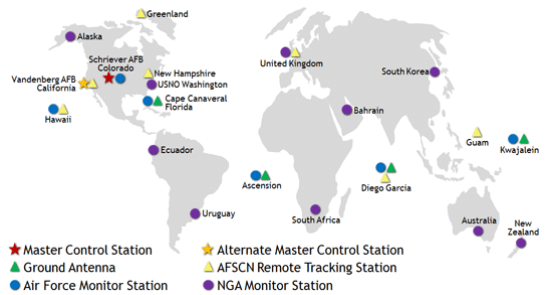 Greenland
Alaska
Schriever AFB
Colorado
Vandenberg AFB
California
New Hampshire
USNO Washington
Cape Canaveral
Florida
Hawaii
United Kingdom
South Korea
Bahrain
Guam
Kwajalein
Ecuador
Ascension
Diego Garcia
Uruguay
South Africa
Australia
New
Zealand
Master Control Station
Alternate Master Control Station
Ground Antenna
AFSCN Remote Tracking Station
Air Force Monitor Station
NGA Monitor Station